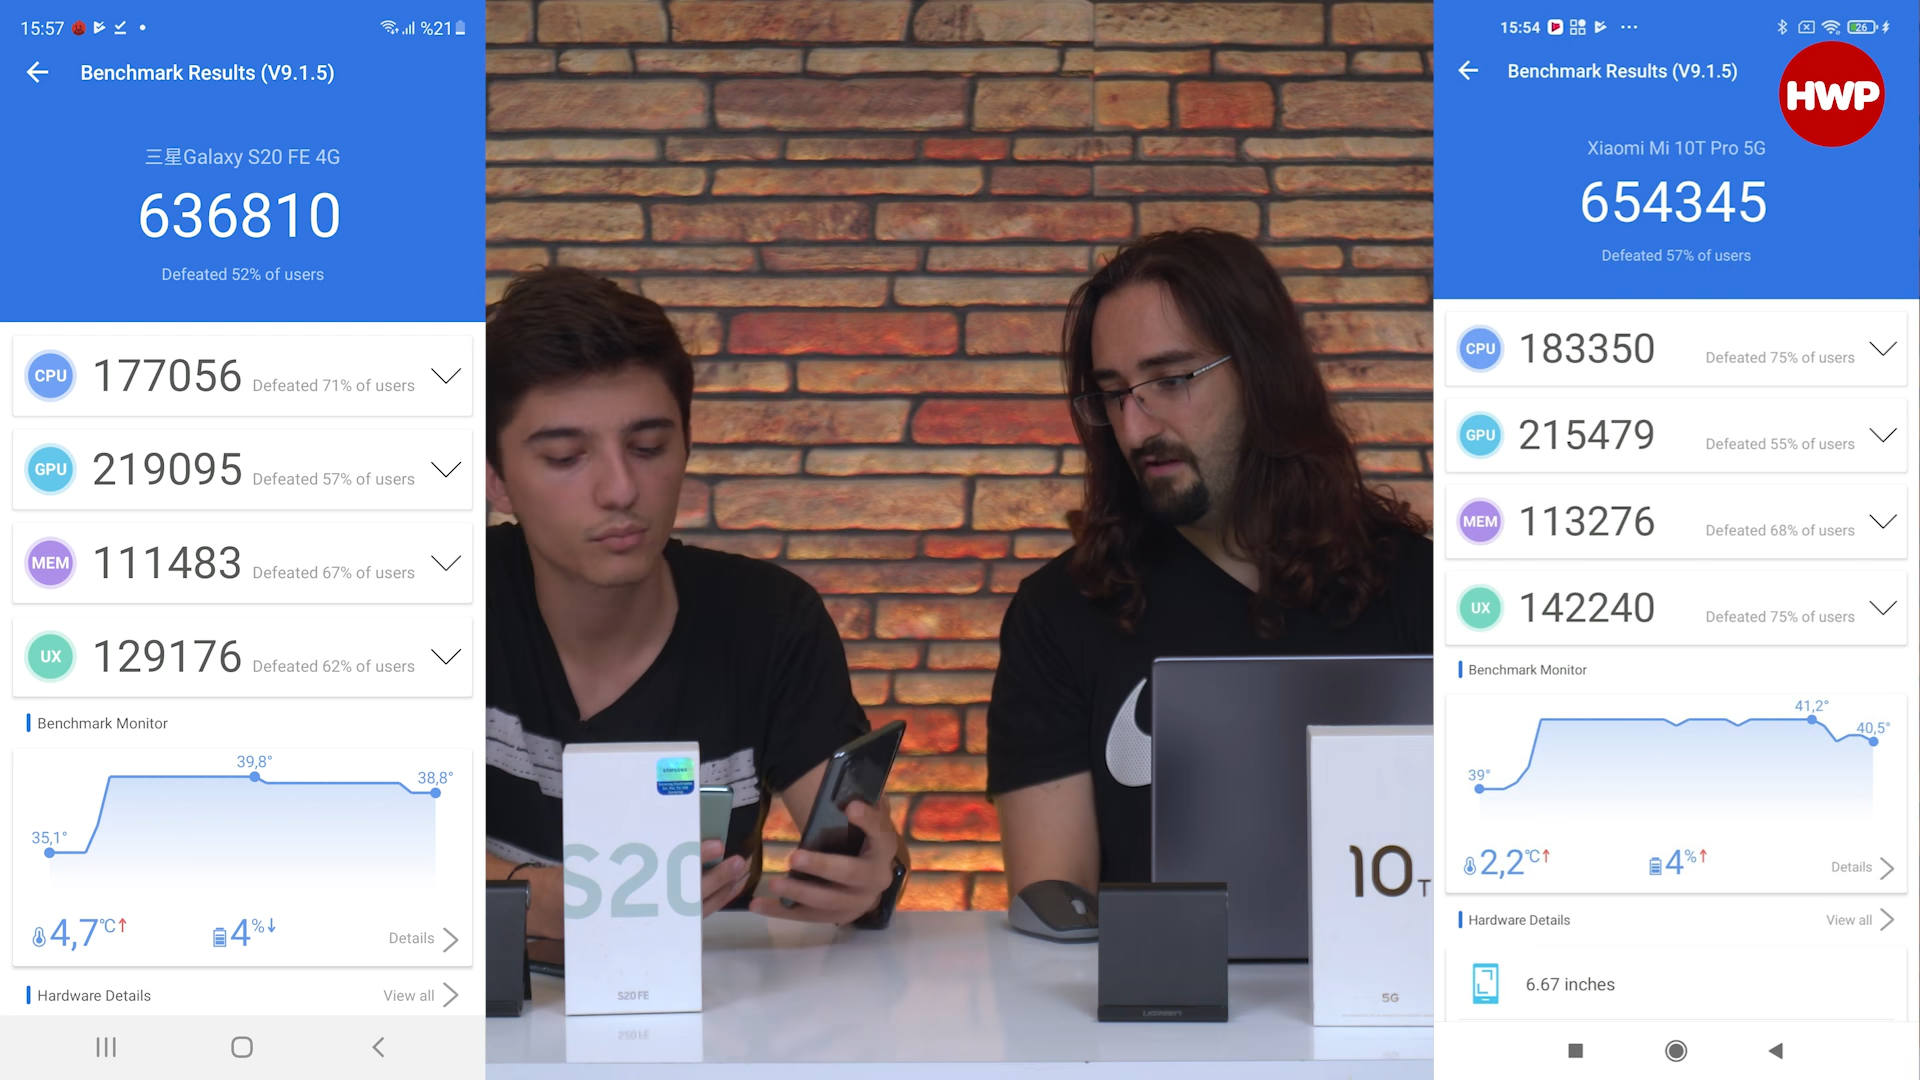 15:57 %21
Benchmark Results (V9.1.5)
三星Galaxy S20 FE 4G
636810
Defeated 52% of users
CPU 177056 Defeated 71% of users
GPU 219095 Defeated 57% of users
MEM 111483 Defeated 67% of users
UX 129176 Defeated 62% of users
Benchmark Monitor
39,8°
38,8°
35,1°
4,7°C↑ 4%↓ Details
Hardware Details View all
SAMSUNG
S20
S20 FE
UGREEN
10T
5G
15:54 26
Benchmark Results (V9.1.5)
HWP
Xiaomi Mi 10T Pro 5G
654345
Defeated 57% of users
CPU 183350 Defeated 75% of users
GPU 215479 Defeated 55% of users
MEM 113276 Defeated 68% of users
UX 142240 Defeated 75% of users
Benchmark Monitor
41,2°
40,5°
39°
2,2°C↑ 4%↑ Details
Hardware Details View all
6.67 inches